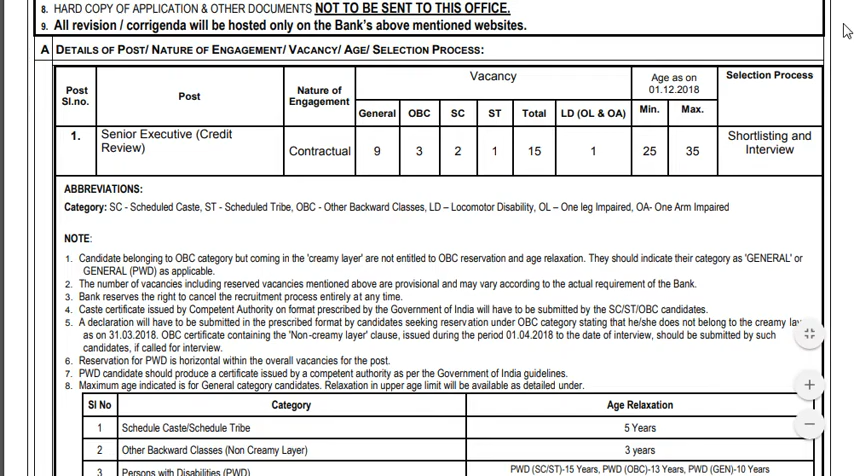 8. HARD COPY OF APPLICATION & OTHER DOCUMENTS NOT TO BE SENT TO THIS OFFICE.
9. All revision / corrigenda will be hosted only on the Bank's above mentioned websites.
A DETAILS OF POST/ NATURE OF ENGAGEMENT/ VACANCY/ AGE/ SELECTION PROCESS:
Post Sl.no. Post Nature of Engagement Vacancy Age as on 01.12.2018 Selection Process
General OBC SC ST Total LD (OL & OA) Min. Max.
1. Senior Executive (Credit Review) Contractual 9 3 2 1 15 1 25 35 Shortlisting and Interview
ABBREVIATIONS:
Category: SC - Scheduled Caste, ST - Scheduled Tribe, OBC - Other Backward Classes, LD – Locomotor Disability, OL – One leg Impaired, OA- One Arm Impaired
NOTE:
1. Candidate belonging to OBC category but coming in the 'creamy layer' are not entitled to OBC reservation and age relaxation. They should indicate their category as 'GENERAL' or
GENERAL (PWD) as applicable.
2. The number of vacancies including reserved vacancies mentioned above are provisional and may vary according to the actual requirement of the Bank.
3. Bank reserves the right to cancel the recruitment process entirely at any time.
4. Caste certificate issued by Competent Authority on format prescribed by the Government of India will have to be submitted by the SC/ST/OBC candidates.
5. A declaration will have to be submitted in the prescribed format by candidates seeking reservation under OBC category stating that he/she does not belong to the creamy
as on 31.03.2018. OBC certificate containing the 'Non-creamy layer' clause, issued during the period 01.04.2018 to the date of interview, should be submitted by such
candidates, if called for interview.
6. Reservation for PWD is horizontal within the overall vacancies for the post.
7. PWD candidate should produce a certificate issued by a competent authority as per the Government of India guidelines.
8. Maximum age indicated is for General category candidates. Relaxation in upper age limit will be available as detailed under.
Sl No Category Age Relaxation
1 Schedule Caste/Schedule Tribe 5 Years
2 Other Backward Classes (Non Creamy Layer) 3 years
3 Persons with Disabilities (PWD) PWD (SC/ST)-15 Years, PWD (OBC)-13 Years, PWD (GEN)-10 Years